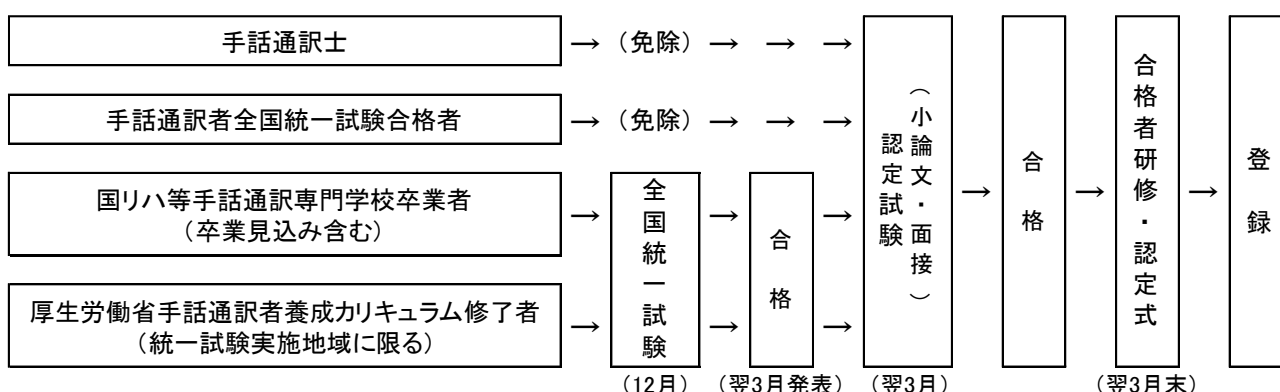 手話通訳士
→ (免除) → → →
手話通訳者全国統一試験合格者
→ (免除) → → →
国リハ等手話通訳専門学校卒業者
(卒業見込み含む)
→
厚生労働省手話通訳者養成カリキュラム修了者
(統一試験実施地域に限る)
→
全国統一試験
(12月)
→
→
合格
(翌3月発表)
→
→
認定試験
(小論文・面接)
(翌3月)
→
合格
→
合格者研修・認定式
(翌3月末)
→
登録